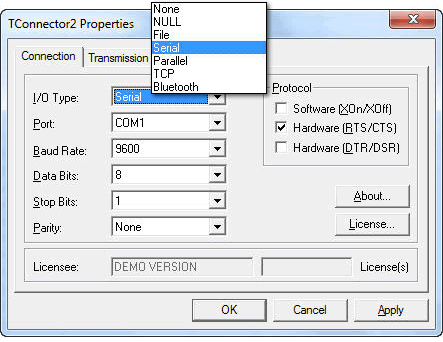 TConnector2 Properties
None
NULL
File
Serial
Parallel
TCP
Bluetooth
Connection
Transmission
I/O Type:
Serial
Port:
COM1
Baud Rate:
9600
Data Bits:
8
Stop Bits:
1
Parity:
None
Protocol
Software (XOn/XOff)
Hardware (RTS/CTS)
Hardware (DTR/DSR)
About...
License...
Licensee:
DEMO VERSION
License(s)
OK
Cancel
Apply